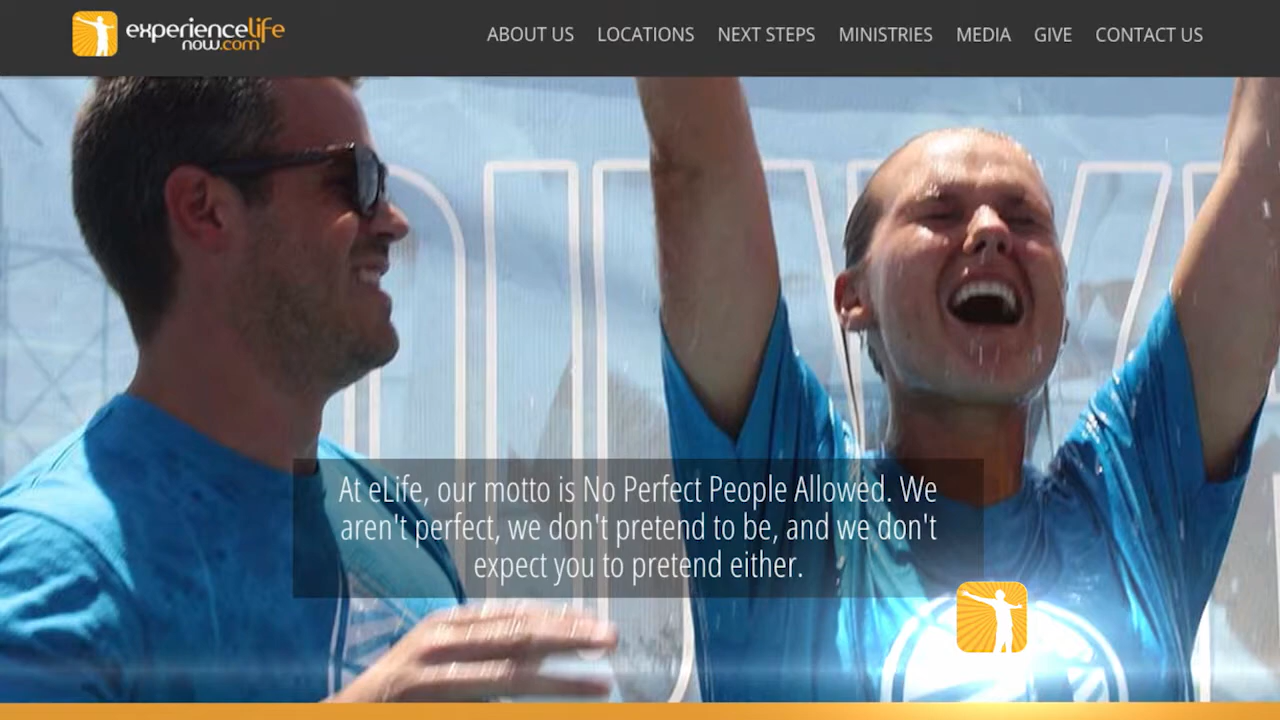 experiencelife
now.com
ABOUT US LOCATIONS NEXT STEPS MINISTRIES MEDIA GIVE CONTACT US
At eLife, our motto is No Perfect People Allowed. We
aren't perfect, we don't pretend to be, and we don't
expect you to pretend either.